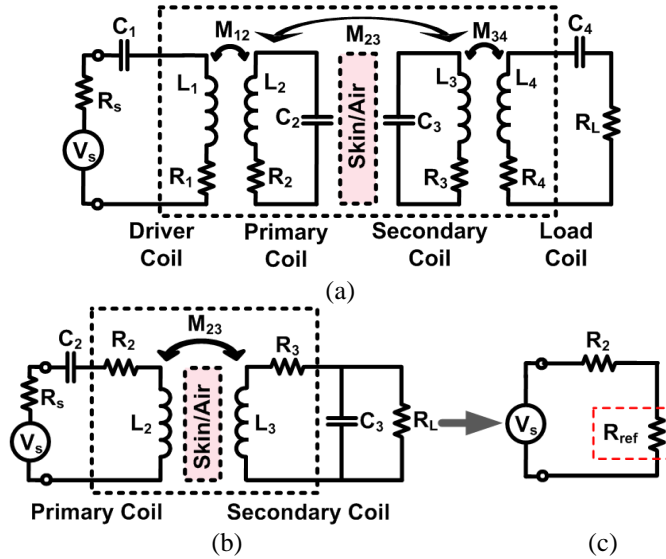 C1
M12
M23
M34
C4
Rs
Vs
L1
L2
C2
Skin/Air
C3
L3
L4
RL
R1
R2
R3
R4
Driver Coil
Primary Coil
Secondary Coil
Load Coil
(a)
C2
R2
M23
R3
Rs
Vs
L2
Skin/Air
L3
C3
RL
Primary Coil
Secondary Coil
(b)
R2
Vs
Rref
(c)